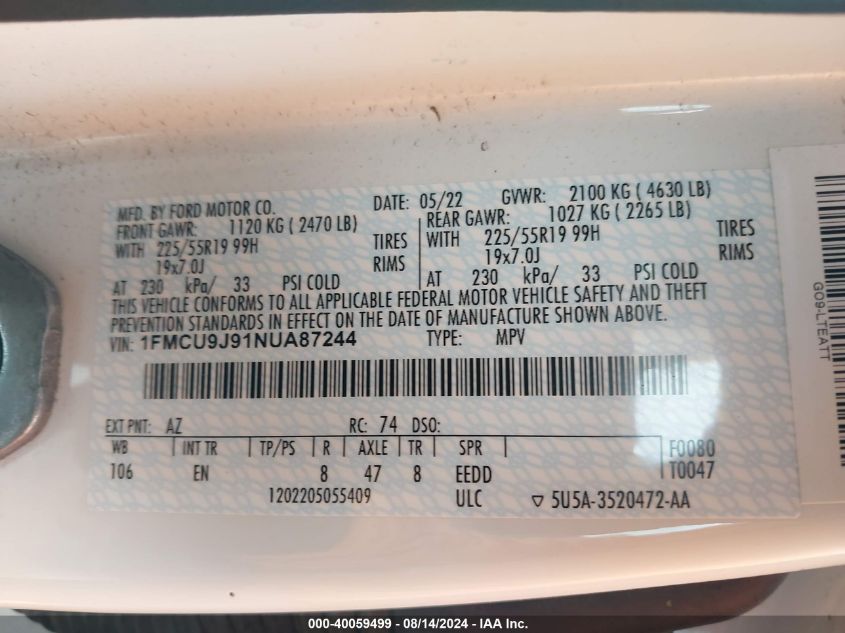 MFD. BY FORD MOTOR CO.
DATE: 05/22 GVWR: 2100 KG ( 4630 LB)
FRONT GAWR: 1120 KG ( 2470 LB)
REAR GAWR: 1027 KG ( 2265 LB)
WITH 225/55R19 99H TIRES
WITH 225/55R19 99H TIRES
19x7.0J RIMS
19x7.0J RIMS
AT 230 kPa/ 33 PSI COLD
AT 230 kPa/ 33 PSI COLD
THIS VEHICLE CONFORMS TO ALL APPLICABLE FEDERAL MOTOR VEHICLE SAFETY AND THEFT
PREVENTION STANDARDS IN EFFECT ON THE DATE OF MANUFACTURE SHOWN ABOVE.
VIN: 1FMCU9J91NUA87244 TYPE: MPV
EXT PNT: AZ RC: 74 DSO:
WB INT TR TP/PS R AXLE TR SPR F0080
106 EN 8 47 8 EEDD T0047
1202205055409 ULC ▽ 5U5A-3520472-AA
GO9-LTEATT
000-40059499 - 08/14/2024 - IAA Inc.